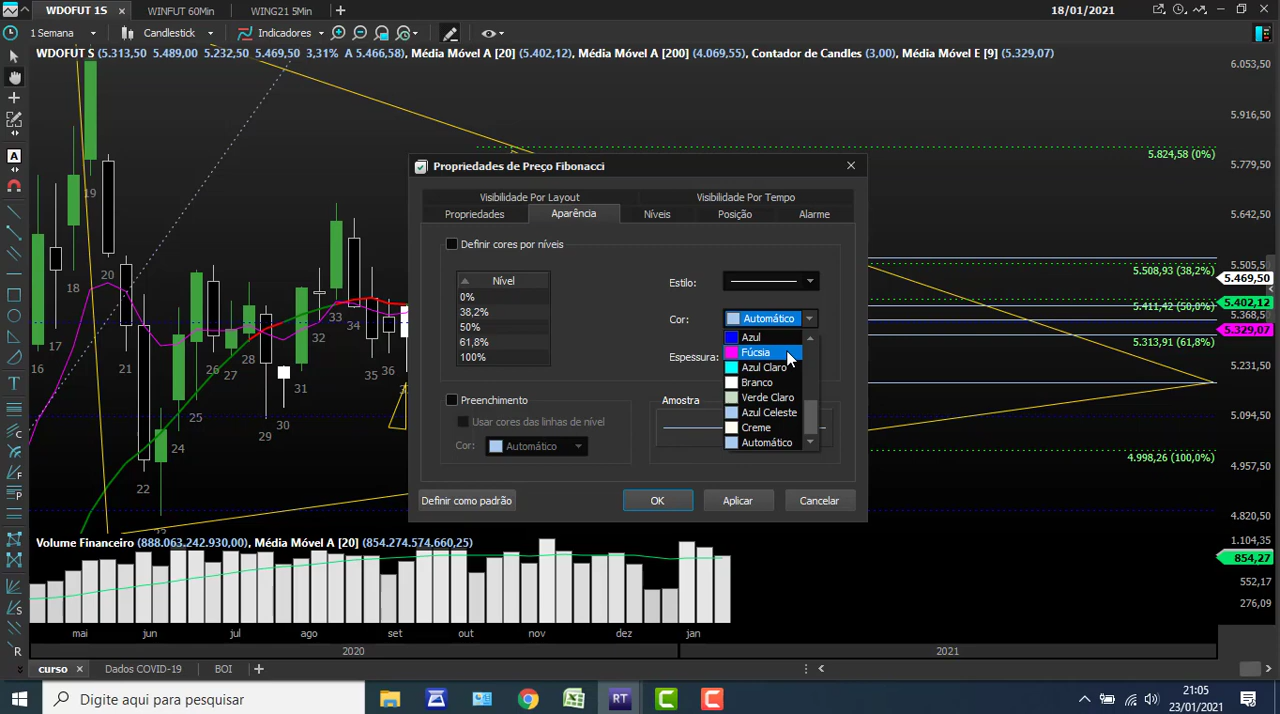 WDOFUT 1S
WINFUT 60Min
WING21 5Min
18/01/2021
1 Semana
Candlestick
Indicadores
WDOFUT S (5.313,50 5.489,00 5.232,50 5.469,50 3,31% A 5.466,58), Média Móvel A [20] (5.402,12), Média Móvel A [200] (4.069,55), Contador de Candles (3,00), Média Móvel E [9] (5.329,07)
6.053,50
5.916,50
5.779,50
5.642,50
5.505,50
5.469,50
5.402,12
5.329,07
5.231,50
5.094,50
4.957,50
4.820,50
5.824,58 (0%)
5.508,93 (38,2%)
5.411,42 (50,0%)
5.313,91 (61,8%)
4.998,26 (100,0%)
16
17
18
19
20
21
22
24
25
26
27
28
29
30
31
32
33
34
35
36
Propriedades de Preço Fibonacci
Visibilidade Por Layout
Visibilidade Por Tempo
Propriedades
Aparência
Níveis
Posição
Alarme
Definir cores por níveis
Nível
0%
38,2%
50%
61,8%
100%
Estilo:
Cor:
Automático
Azul
Fúcsia
Azul Claro
Branco
Verde Claro
Azul Celeste
Creme
Automático
Espessura:
Preenchimento
Usar cores das linhas de nível
Cor:
Automático
Amostra
Definir como padrão
OK
Aplicar
Cancelar
Volume Financeiro (888.063.242.930,00), Média Móvel A [20] (854.274.574.660,25)
1.104,35
854,27
552,17
276,09
mai
jun
jul
ago
set
out
nov
dez
jan
2020
2021
curso
Dados COVID-19
BOI
Digite aqui para pesquisar
RT
21:05
23/01/2021